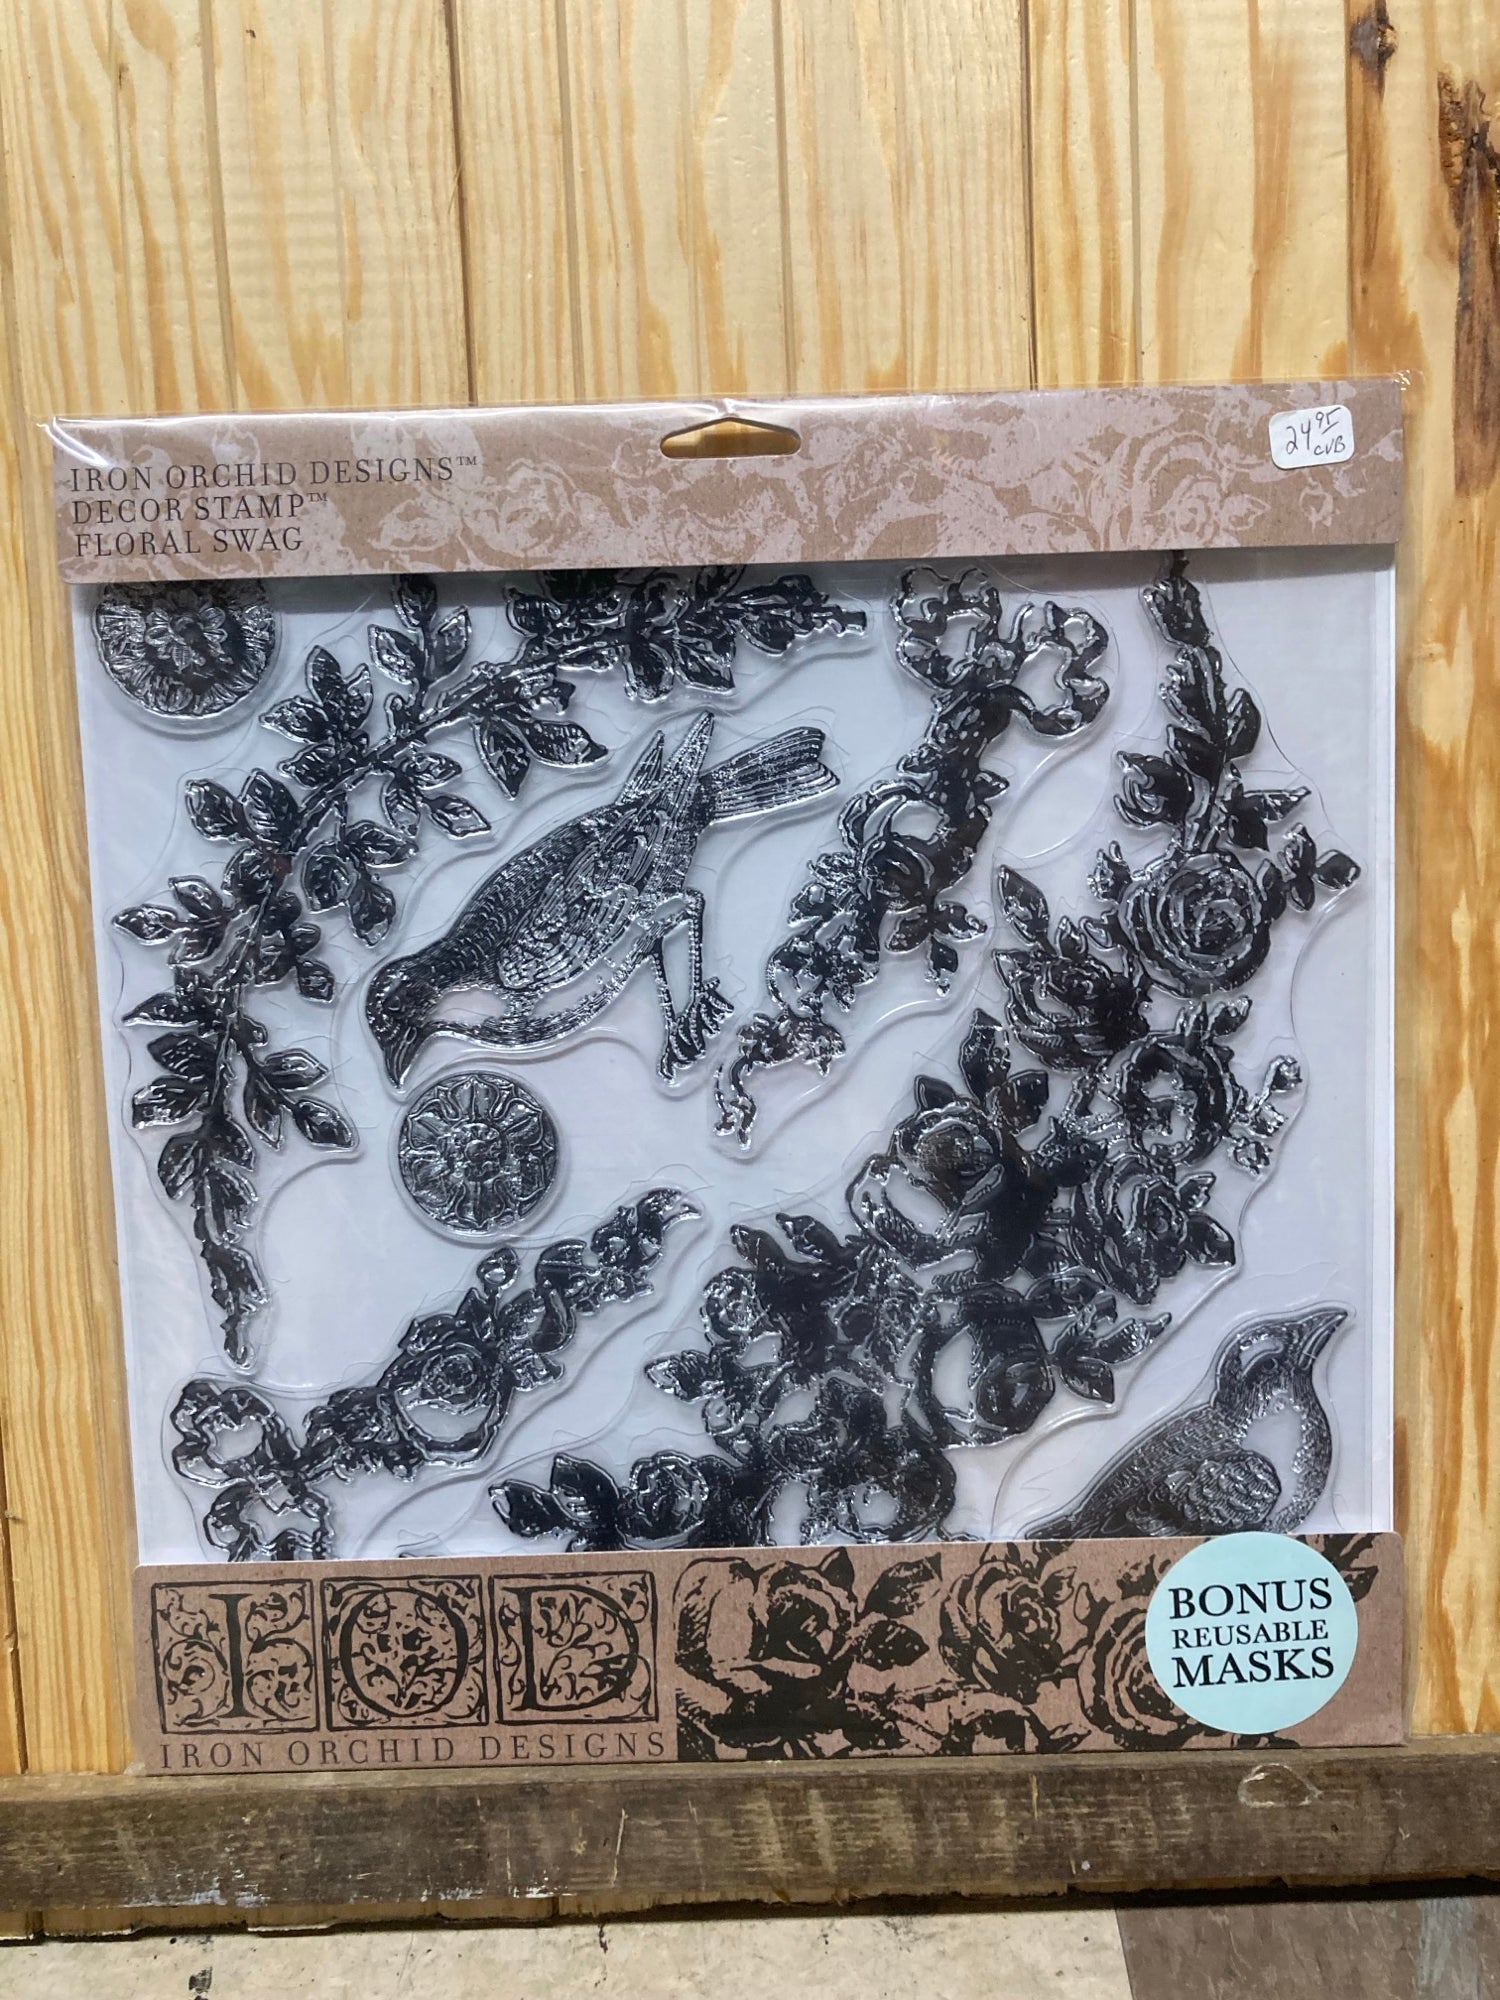 IRON ORCHID DESIGNS™
DECOR STAMP™
FLORAL SWAG
24 95
CVB
IOD
IRON ORCHID DESIGNS
BONUS
REUSABLE
MASKS